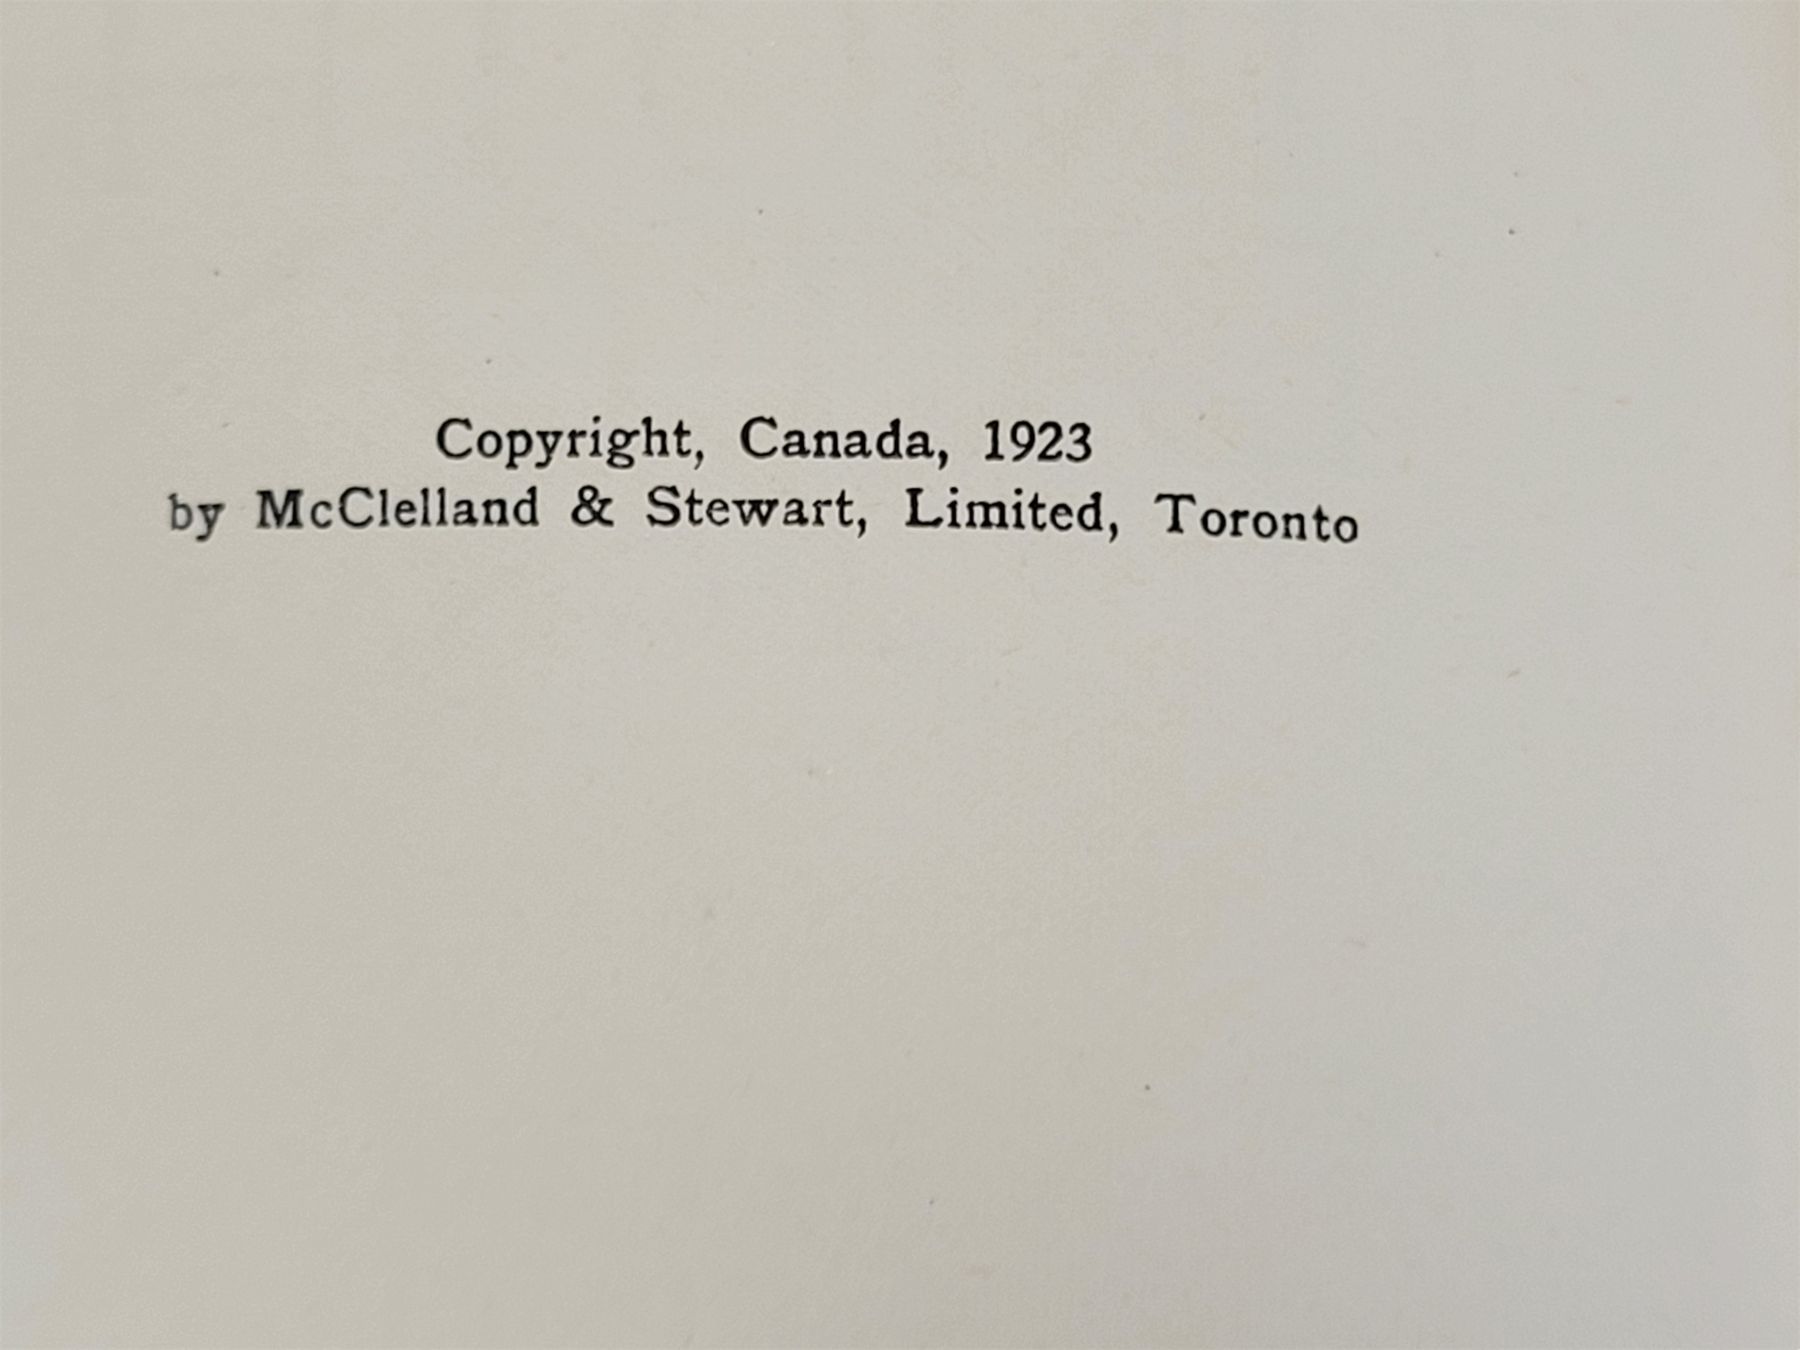 Copyright, Canada, 1923
by McClelland & Stewart, Limited, Toronto